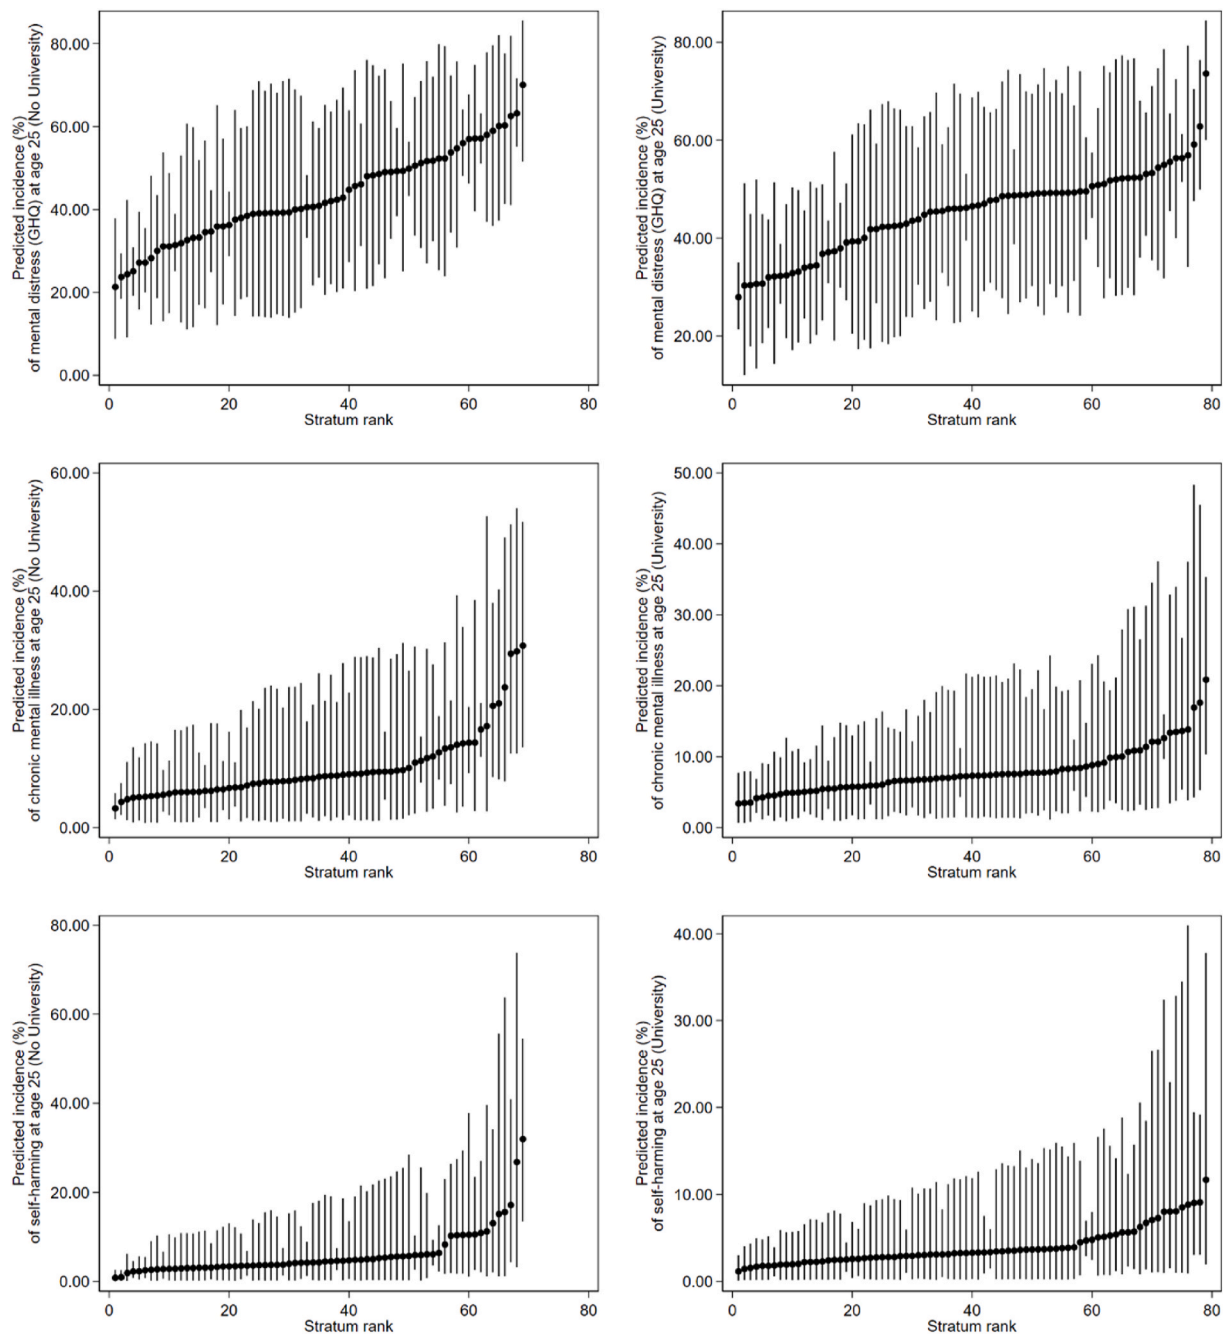 Predicted incidence (%)
of mental distress (GHQ) at age 25 (No University)
80.00
60.00
40.00
20.00
0.00
0 20 40 60 80
Stratum rank
Predicted incidence (%)
of mental distress (GHQ) at age 25 (University)
80.00
60.00
40.00
20.00
0 20 40 60 80
Stratum rank
Predicted incidence (%)
of chronic mental illness at age 25 (No University)
60.00
40.00
20.00
0.00
0 20 40 60 80
Stratum rank
Predicted incidence (%)
of chronic mental illness at age 25 (University)
50.00
40.00
30.00
20.00
10.00
0.00
0 20 40 60 80
Stratum rank
Predicted incidence (%)
of self-harming at age 25 (No University)
80.00
60.00
40.00
20.00
0.00
0 20 40 60 80
Stratum rank
Predicted incidence (%)
of self-harming at age 25 (University)
40.00
30.00
20.00
10.00
0.00
0 20 40 60 80
Stratum rank